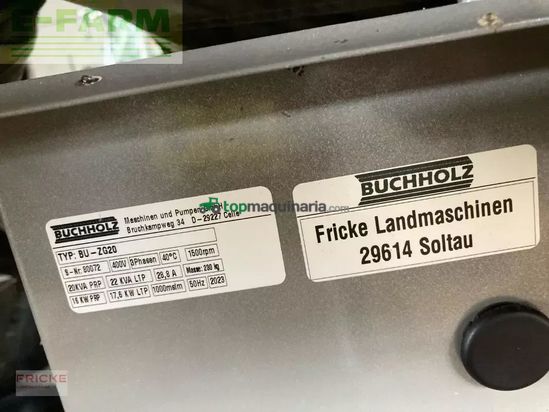 E-FARM
BUCHHOLZ
Maschinen und Pumpen
Bruchkampweg 34 D-29227 Celle
TYP: BU-ZG20
S-Nr: 80072 400V 3Phasen 40°C 1500rpm
20KVA PRP 22 KVA LTP 28,8 A Masse: 280 kg
16 KW PRP 17,6 KW LTP 1000mslm 50Hz 2023
topmaquinaria.com
BUCHHOLZ
Fricke Landmaschinen
29614 Soltau
FRICKE